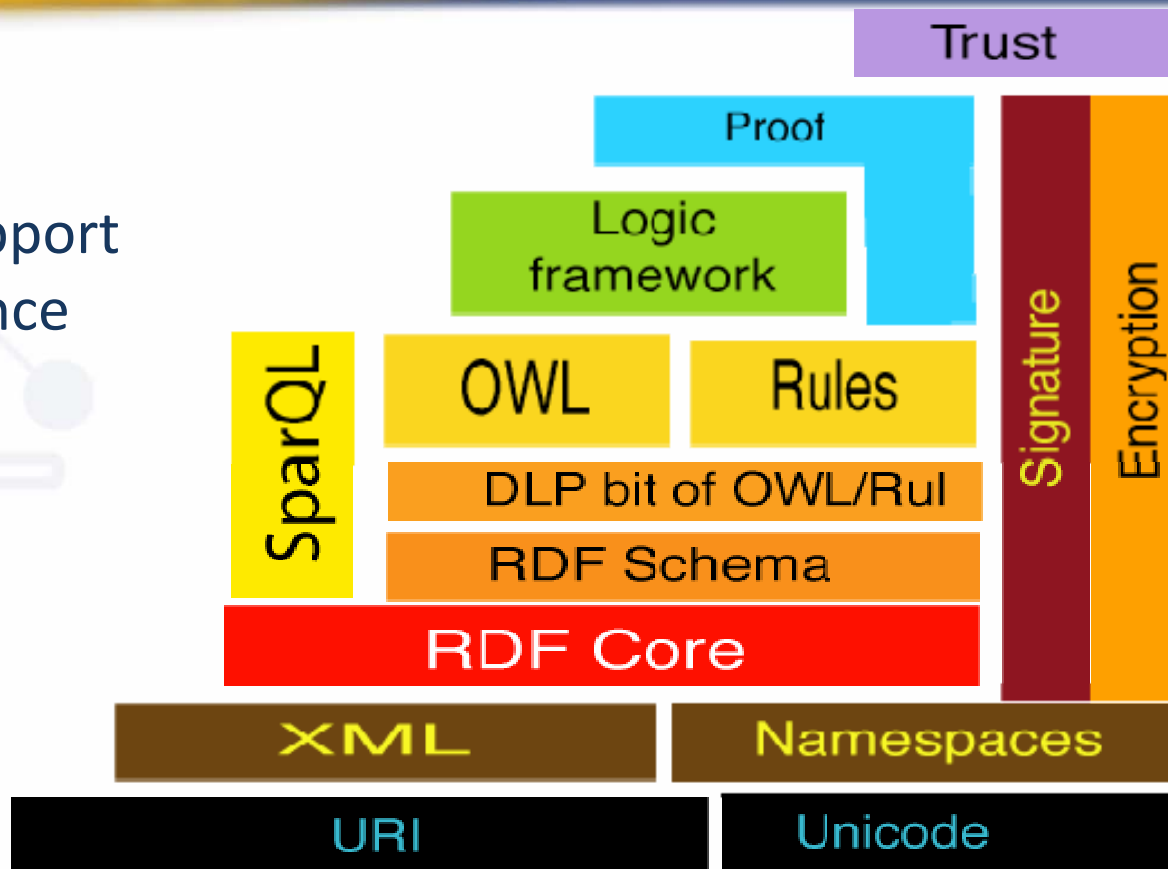 Trust
Proof
Logic
framework
SparQL
OWL
Rules
Signature
Encryption
DLP bit of OWL/Rul
RDF Schema
RDF Core
XML
Namespaces
URI
Unicode